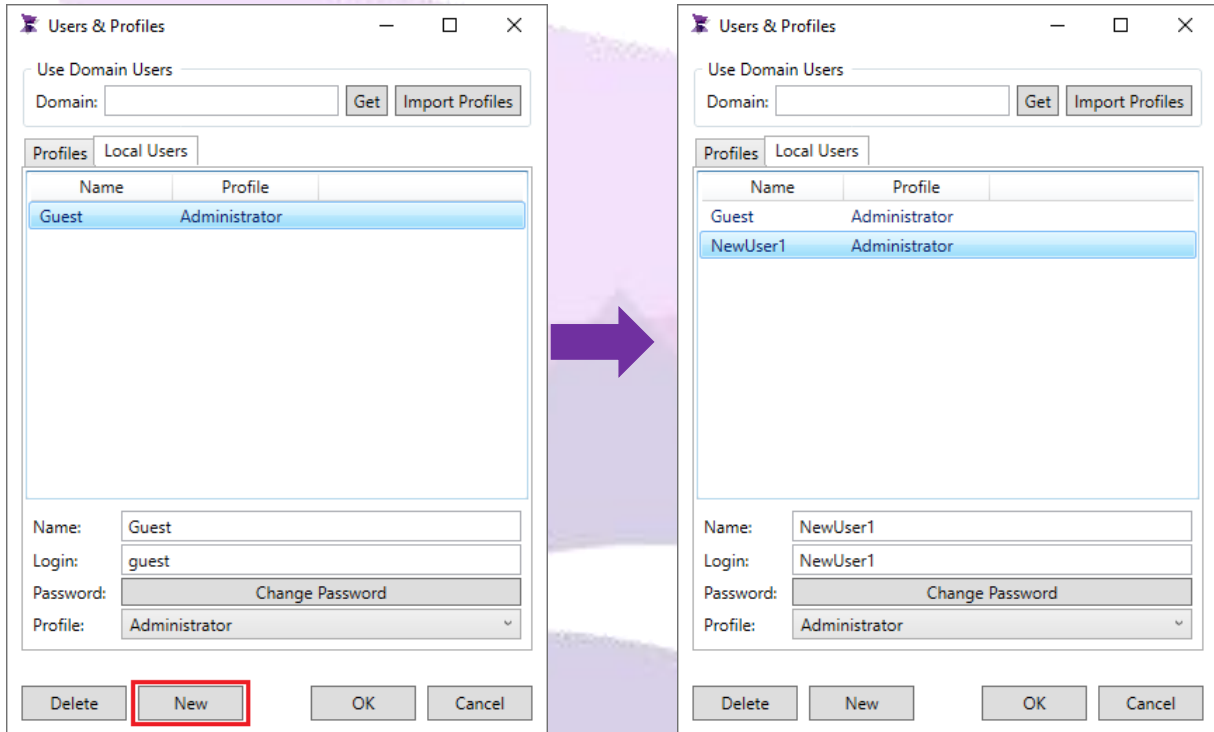 Users & Profiles
Use Domain Users
Domain: Get Import Profiles
Profiles Local Users
Name Profile
Guest Administrator
Name: Guest
Login: guest
Password: Change Password
Profile: Administrator
Delete New OK Cancel
Users & Profiles
Use Domain Users
Domain: Get Import Profiles
Profiles Local Users
Name Profile
Guest Administrator
NewUser1 Administrator
Name: NewUser1
Login: NewUser1
Password: Change Password
Profile: Administrator
Delete New OK Cancel